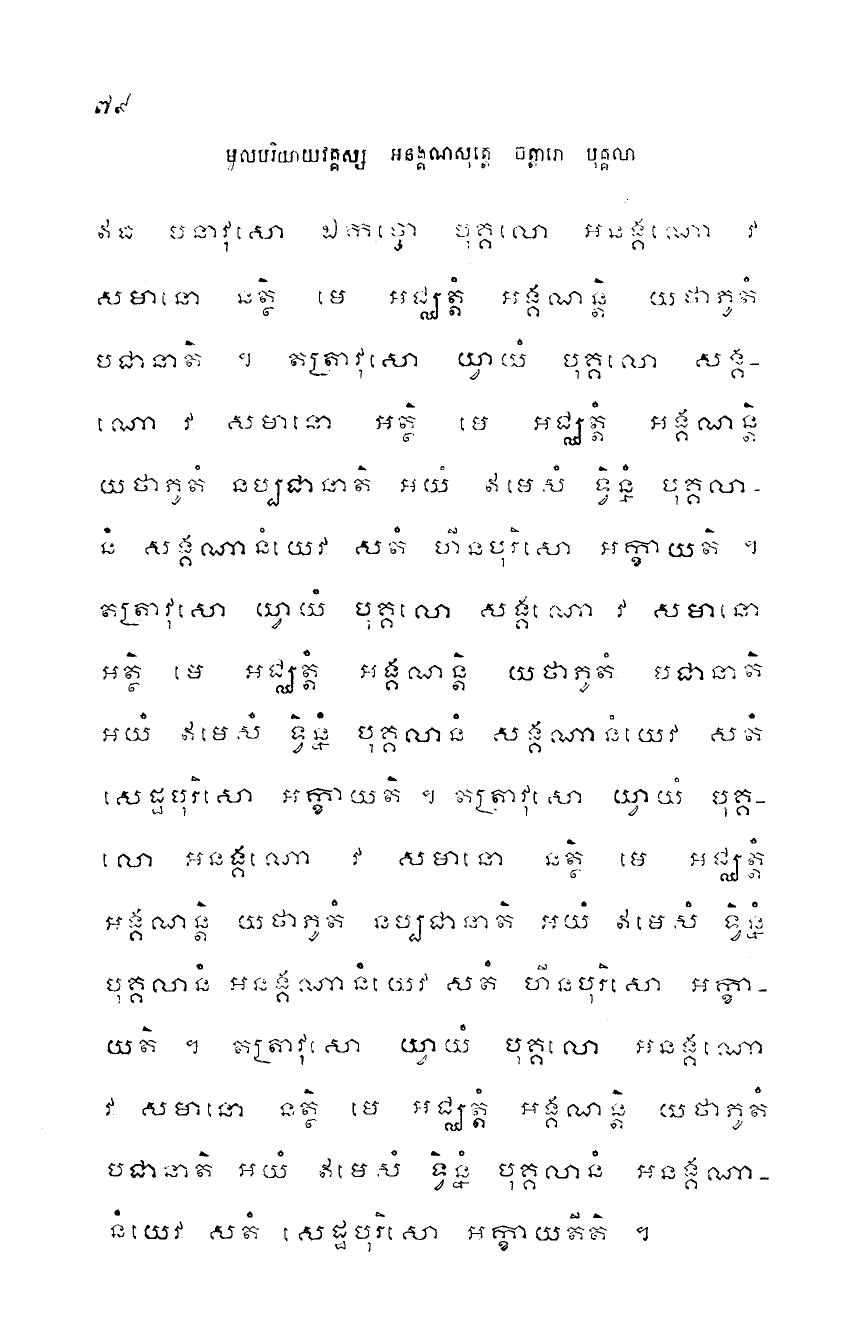 ៧៩
មូលបរិយាយវគ្គស្ស អនង្គណសុត្តេ ចត្តារោ បុគ្គលា
ឥធ បនាវុសោ ឯកច្ចោ បុគ្គលោ អនង្គណោ វ
សមានោ នត្ថិ មេ អជ្ឈត្តំ អង្គណន្តិ យថាភូតំ
បជានាតិ ។ តត្រាវុសោ យ្វាយំ បុគ្គលោ សង្គ-
ណោ វ សមានោ អត្ថិ មេ អជ្ឈត្តំ អង្គណន្តិ
យថាភូតំ នប្បជានាតិ អយំ ឥមេសំ ទ្វិន្នំ បុគ្គលា-
នំ សង្គណានំយេវ សតំ ហីនបុរិសោ អក្ខាយតិ ។
តត្រាវុសោ យ្វាយំ បុគ្គលោ សង្គណោ វ សមានោ
អត្ថិ មេ អជ្ឈត្តំ អង្គណន្តិ យថាភូតំ បជានាតិ
អយំ ឥមេសំ ទ្វិន្នំ បុគ្គលានំ សង្គណានំយេវ សតំ
សេដ្ឋបុរិសោ អក្ខាយតិ ។ តត្រាវុសោ យ្វាយំ បុគ្គ-
លោ អនង្គណោ វ សមានោ នត្ថិ មេ អជ្ឈត្តំ
អង្គណន្តិ យថាភូតំ នប្បជានាតិ អយំ ឥមេសំ ទ្វិន្នំ
បុគ្គលានំ អនង្គណានំយេវ សតំ ហីនបុរិសោ អក្ខា-
យតិ ។ តត្រាវុសោ យ្វាយំ បុគ្គលោ អនង្គណោ
វ សមានោ នត្ថិ មេ អជ្ឈត្តំ អង្គណន្តិ យថាភូតំ
បជានាតិ អយំ ឥមេសំ ទ្វិន្នំ បុគ្គលានំ អនង្គណា-
នំយេវ សតំ សេដ្ឋបុរិសោ អក្ខាយតីតិ ។